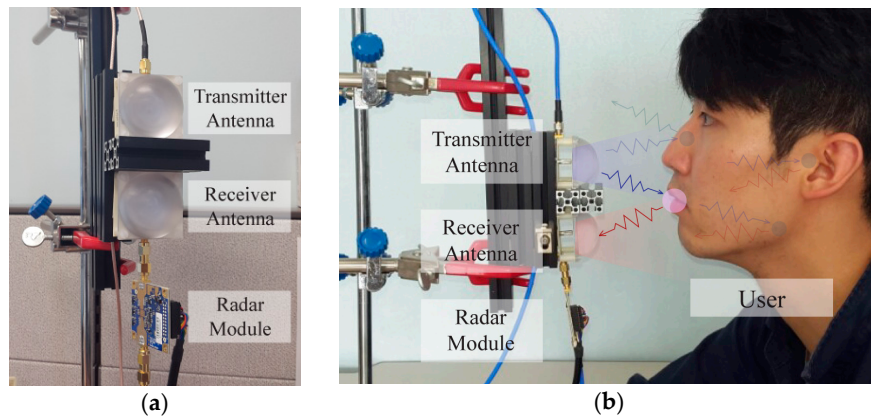 Transmitter
Antenna
Receiver
Antenna
Radar
Module
(a)
Transmitter
Antenna
Receiver
Antenna
Radar
Module
User
(b)